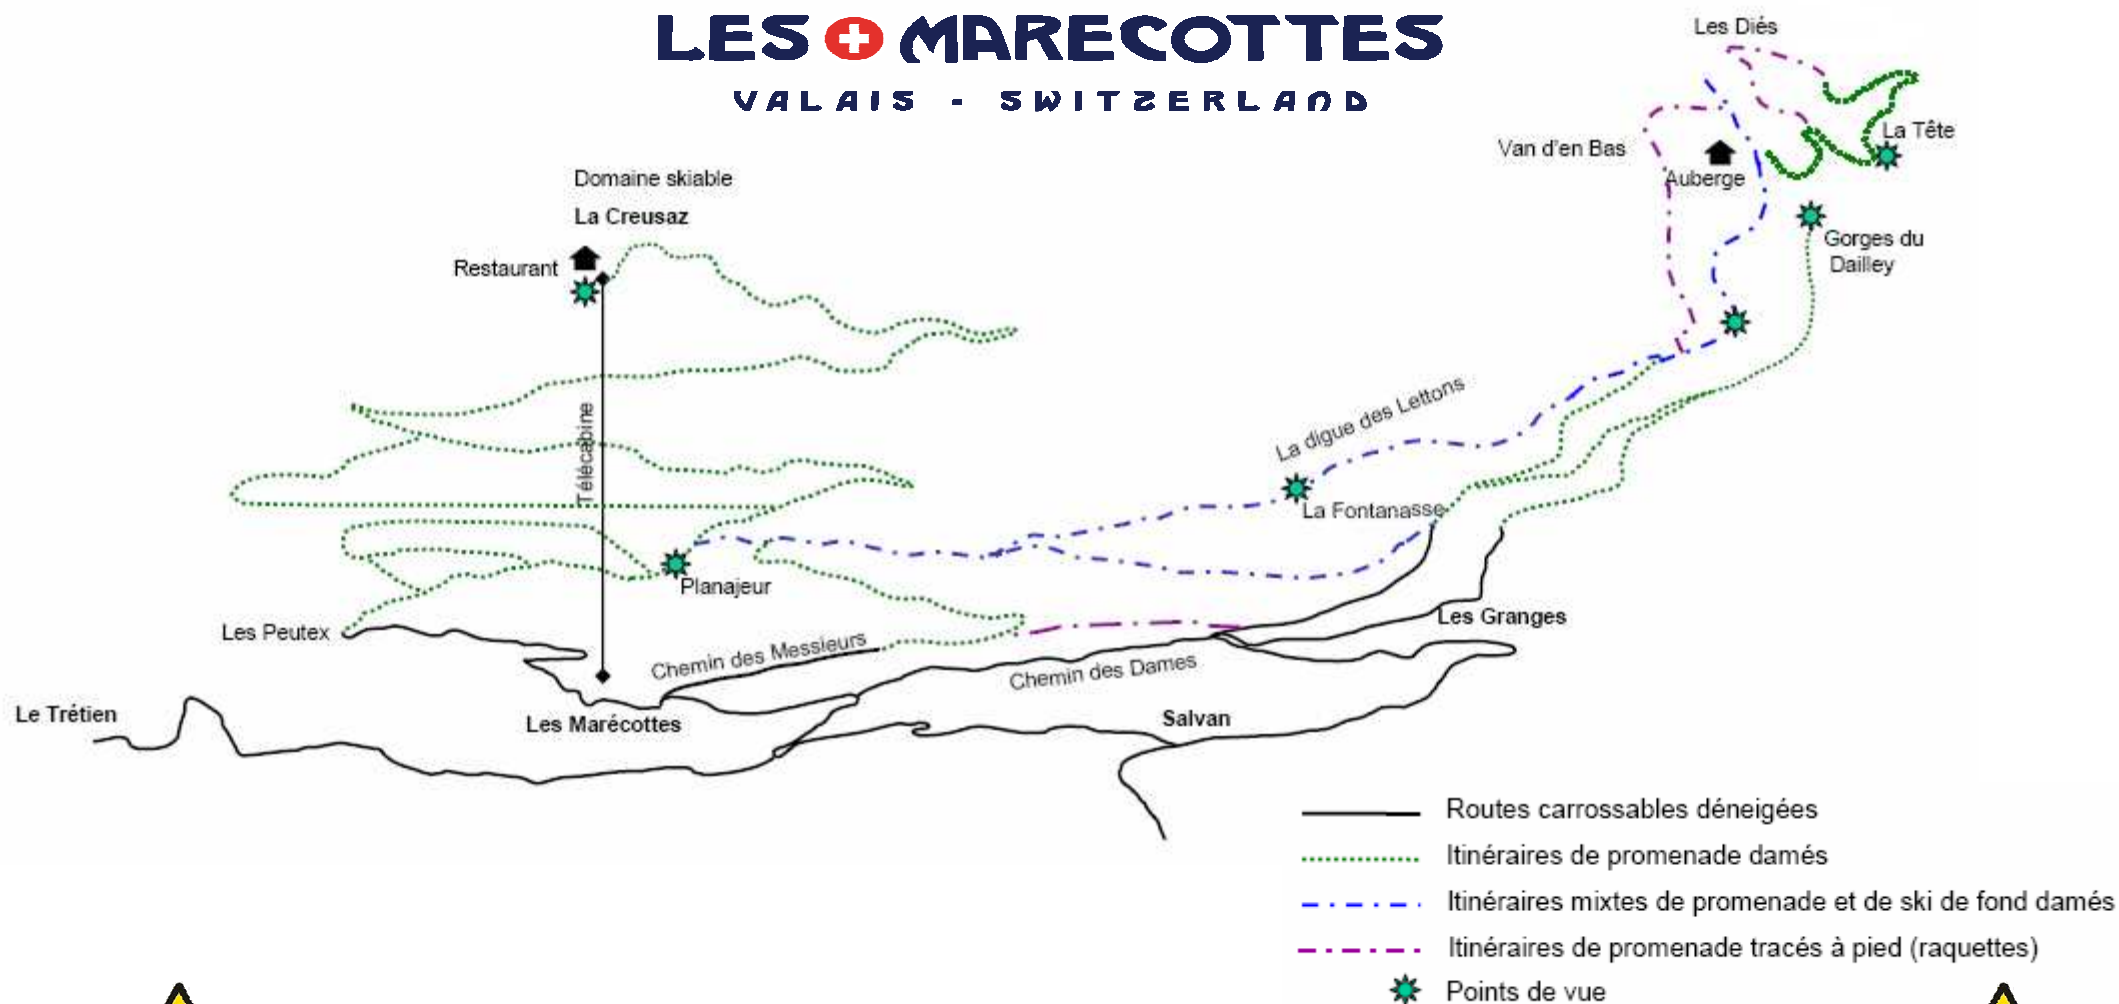 LES MARECOTTES
VALAIS - SWITZERLAND
Les Diés
La Tête
Van d'en Bas
Auberge
Domaine skiable
La Creusaz
Restaurant
Gorges du
Dailley
Télécabine
La digue des Lettons
La Fontanasse
Planajeur
Les Peutex
Les Granges
Chemin des Messieurs
Chemin des Dames
Le Trétien
Les Marécottes
Salvan
Routes carrossables déneigées
Itinéraires de promenade damés
Itinéraires mixtes de promenade et de ski de fond damés
Itinéraires de promenade tracés à pied (raquettes)
Points de vue